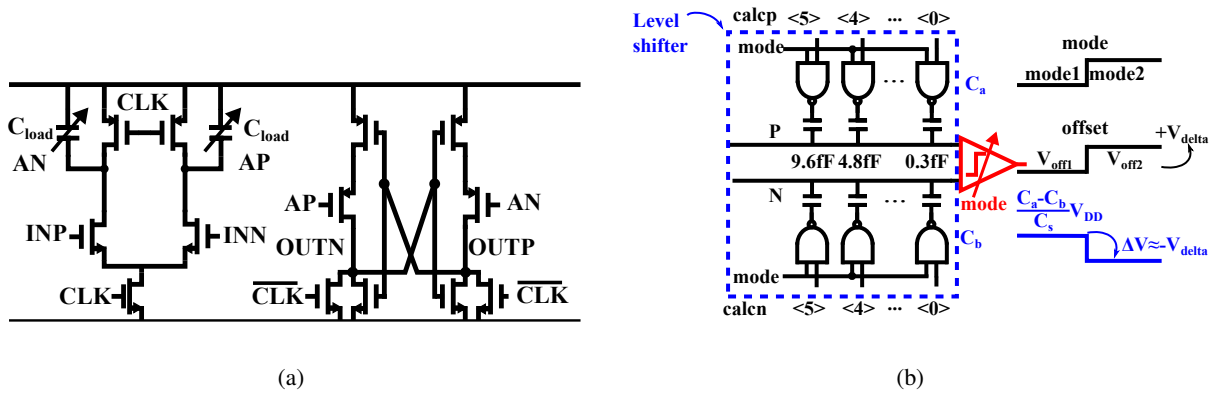 CLK
C_load
C_load
AN
AP
INP
INN
CLK
AP
AN
OUTN
OUTP
CLK
CLK
(a)
Level shifter
calcp <5> <4> ... <0>
mode
C_a
P
9.6fF 4.8fF ... 0.3fF
N
mode
C_b
mode
calcn <5> <4> ... <0>
mode
mode1 mode2
offset
V_off1 V_off2 +V_delta
C_a-C_b
C_s
V_DD
ΔV≈-V_delta
(b)